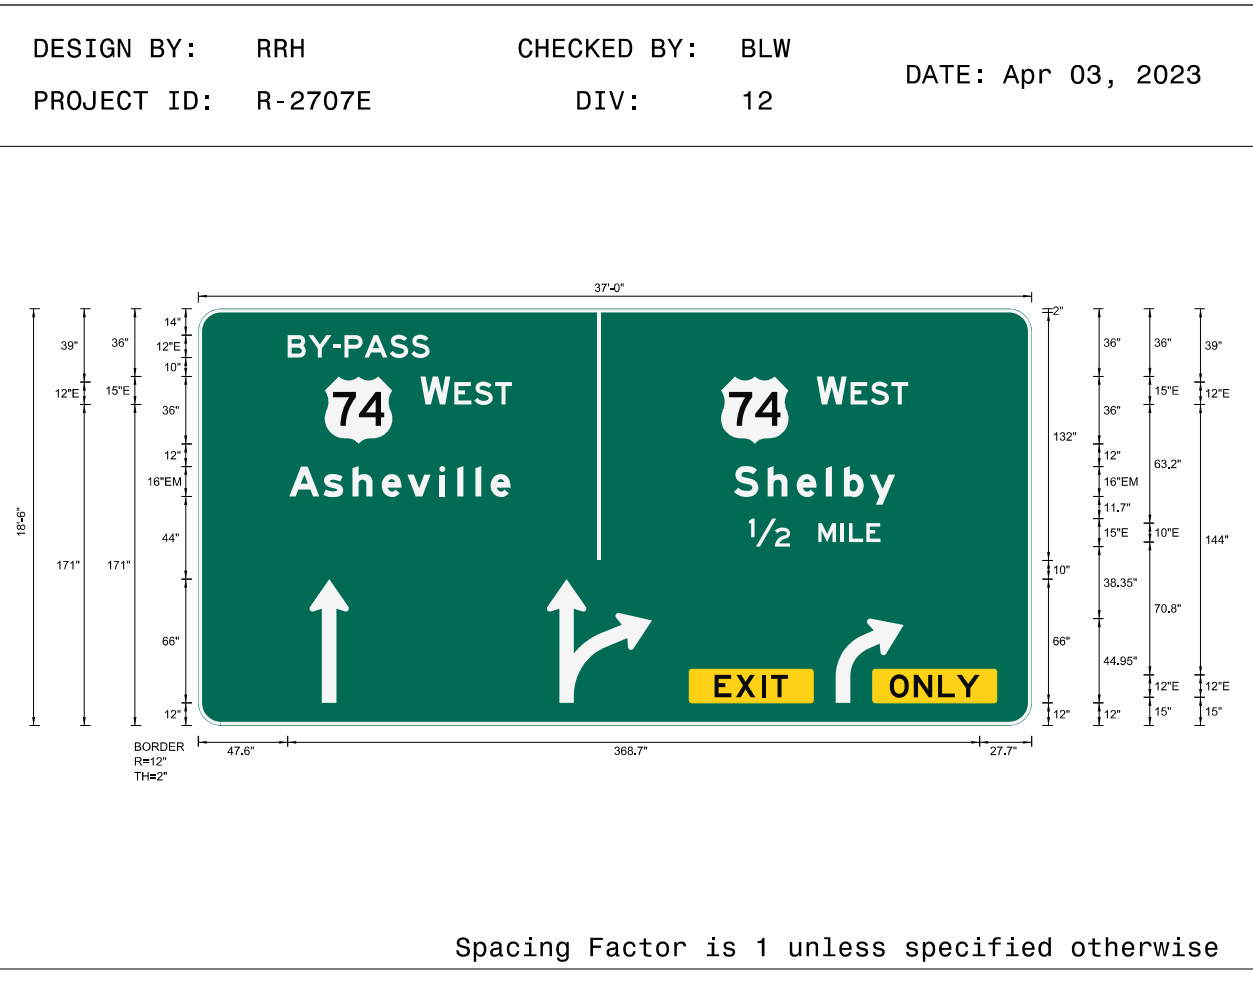 DESIGN BY: RRH CHECKED BY: BLW
DATE: Apr 03, 2023
PROJECT ID: R-2707E DIV: 12
37'-0"
14" 2"
39" 36" 12"E 36" 36" 39"
10"
12"E 15"E 15"E 12"E
36" 36"
132"
12" 12" 63.2"
16"EM 16"EM
11.7"
18'-6" 44" 15"E 10"E 144"
171" 171" 10"
38.35"
70.8"
66" 66" 44.95"
12"E 12"E
12" 12" 12" 15" 15"
BY-PASS
74 WEST 74 WEST
Asheville Shelby
1/2 MILE
EXIT ONLY
BORDER
R=12"
TH=2"
47.6" 368.7" 27.7"
Spacing Factor is 1 unless specified otherwise